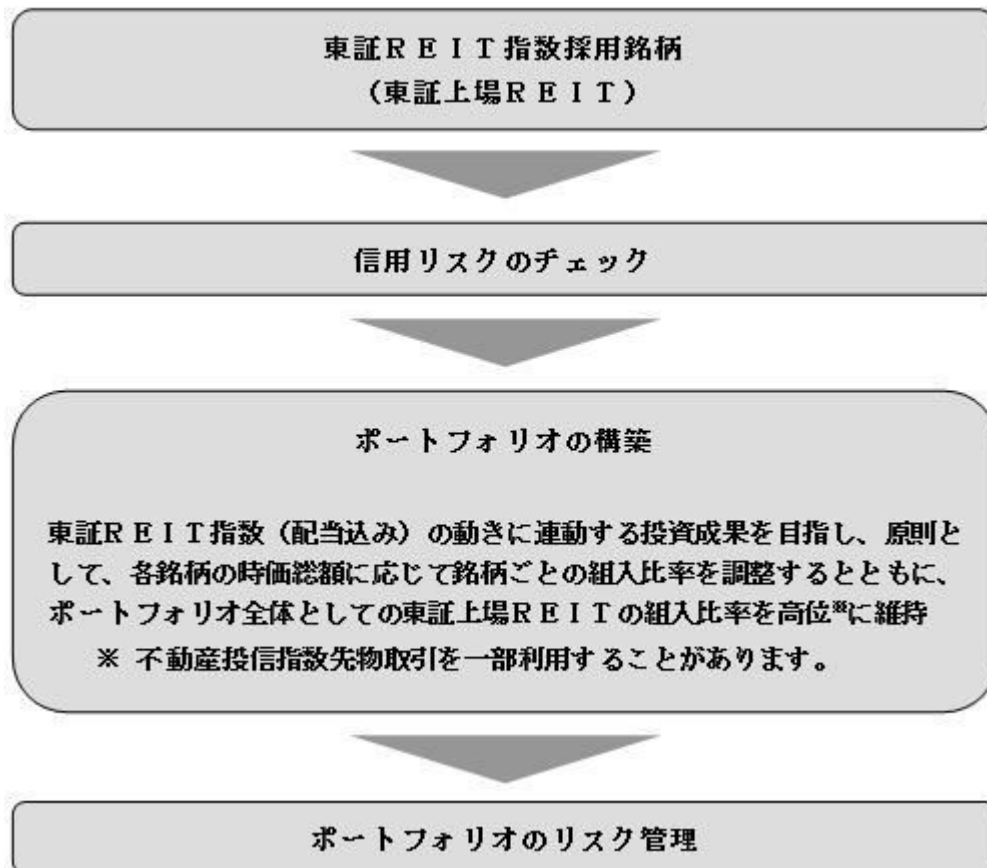 東証ＲＥＩＴ指数採用銘柄
（東証上場ＲＥＩＴ）
信用リスクのチェック
ポートフォリオの構築
東証ＲＥＩＴ指数（配当込み）の動きに連動する投資成果を目指し、原則と
して、各銘柄の時価総額に応じて銘柄ごとの組入比率を調整するとともに、
ポートフォリオ全体としての東証上場ＲＥＩＴの組入比率を高位※に維持
※ 不動産投信指数先物取引を一部利用することがあります。
ポートフォリオのリスク管理